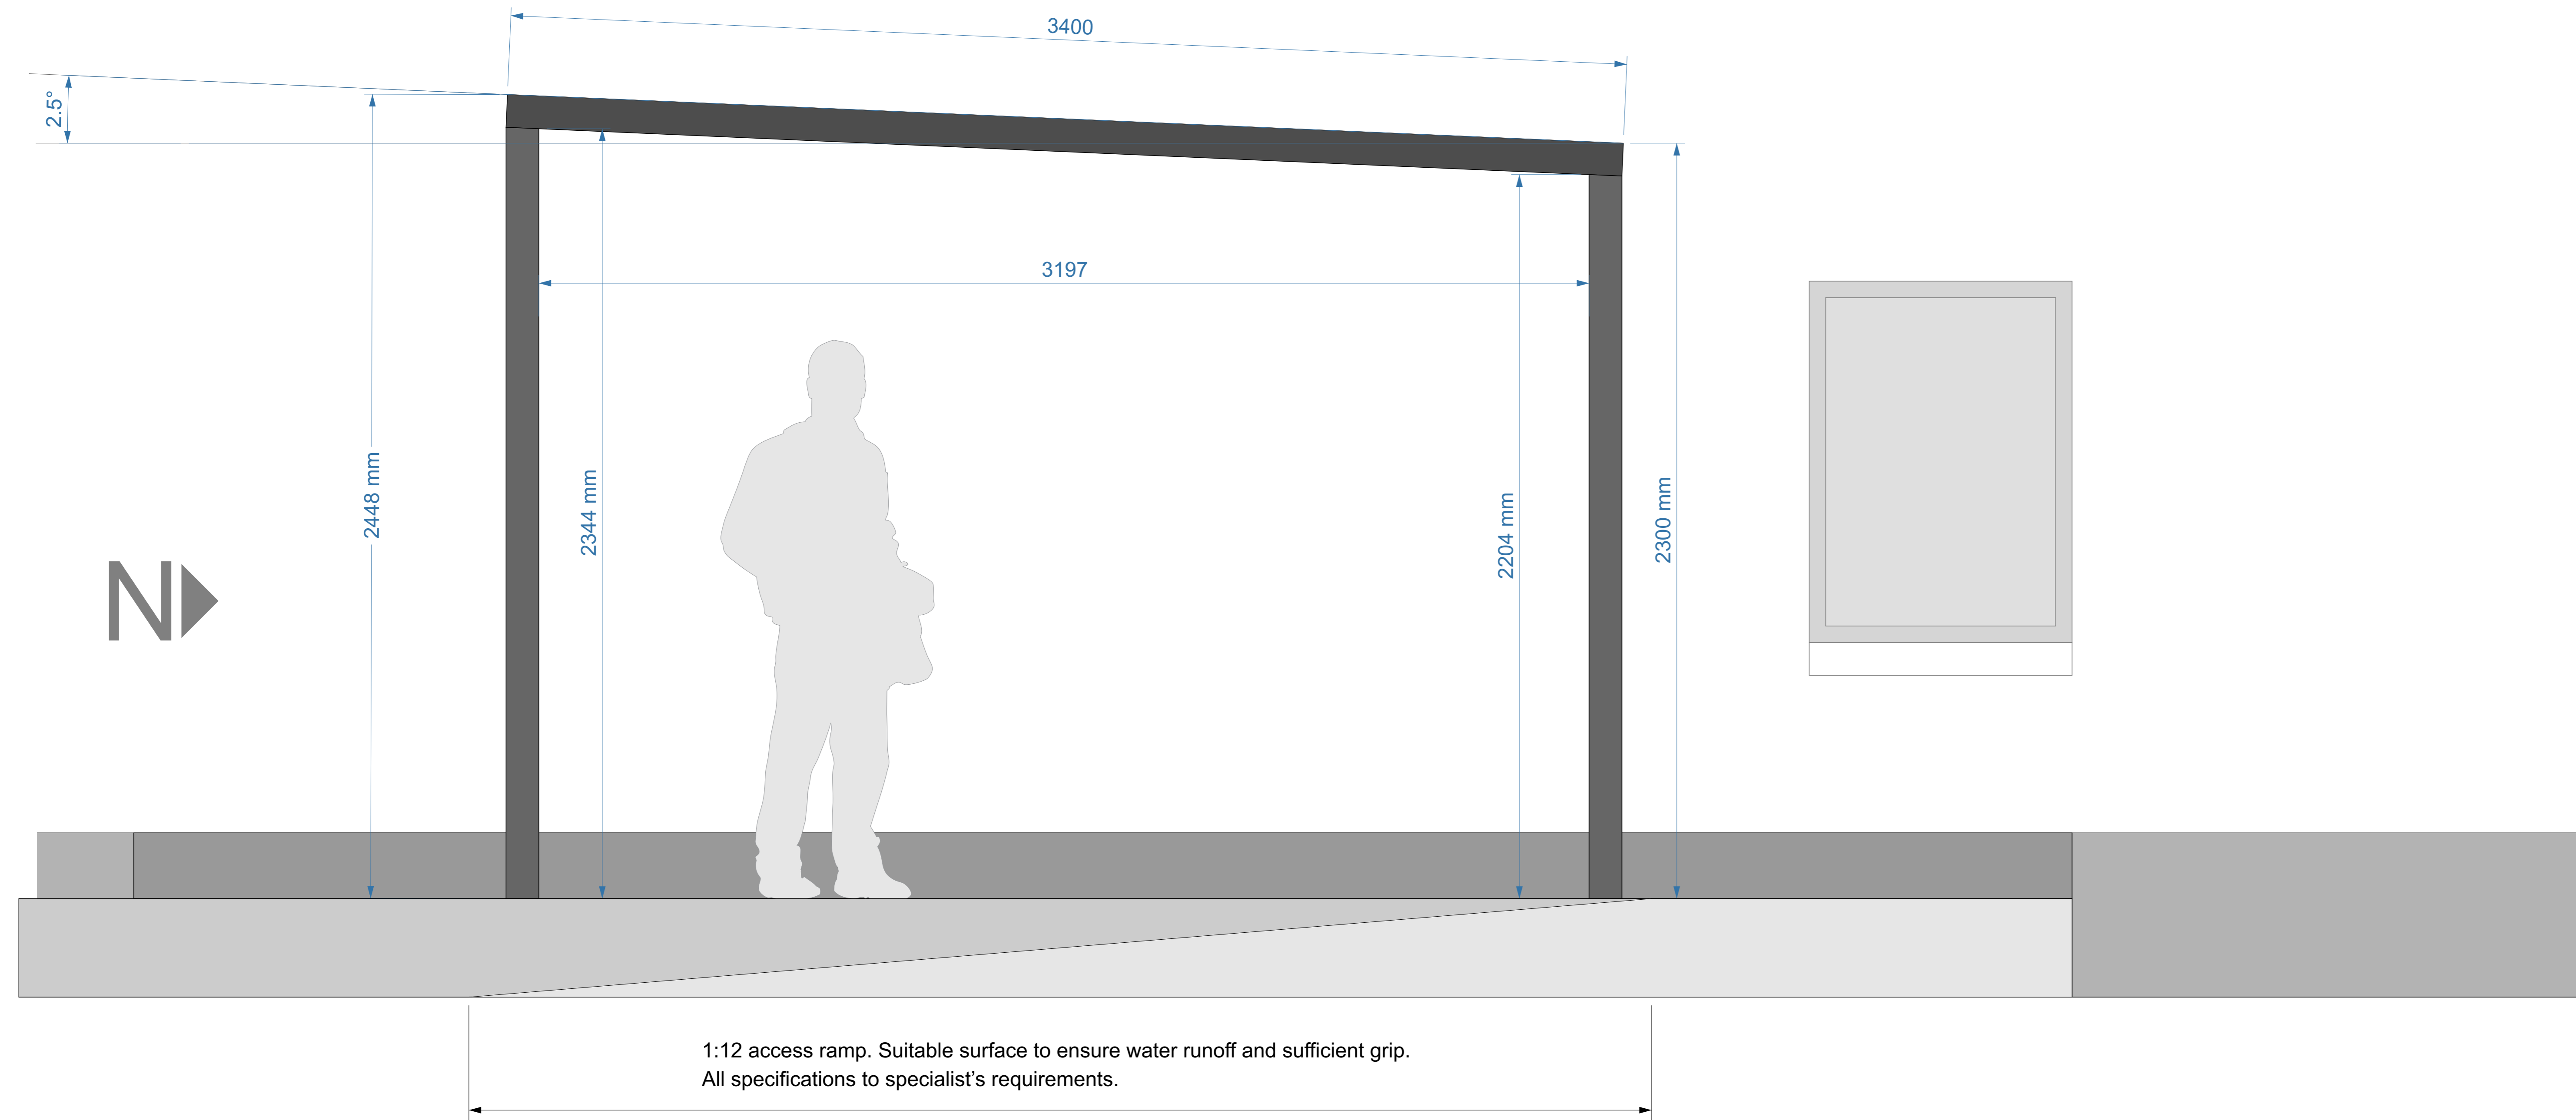 3400
2.5°
3197
2448 mm
2344 mm
2204 mm
2300 mm
N
1:12 access ramp. Suitable surface to ensure water runoff and sufficient grip.
All specifications to specialist’s requirements.